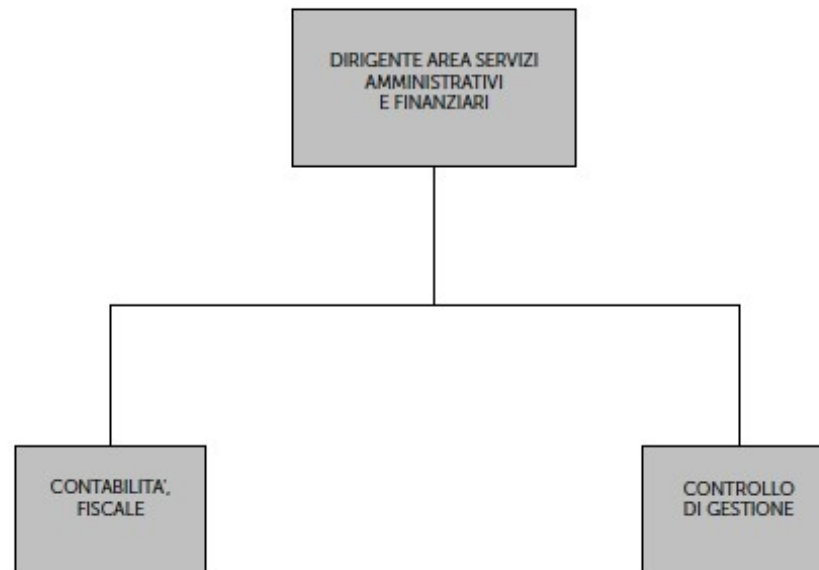 DIRIGENTE AREA SERVIZI
AMMINISTRATIVI
E FINANZIARI
CONTABILITA',
FISCALE
CONTROLLO
DI GESTIONE